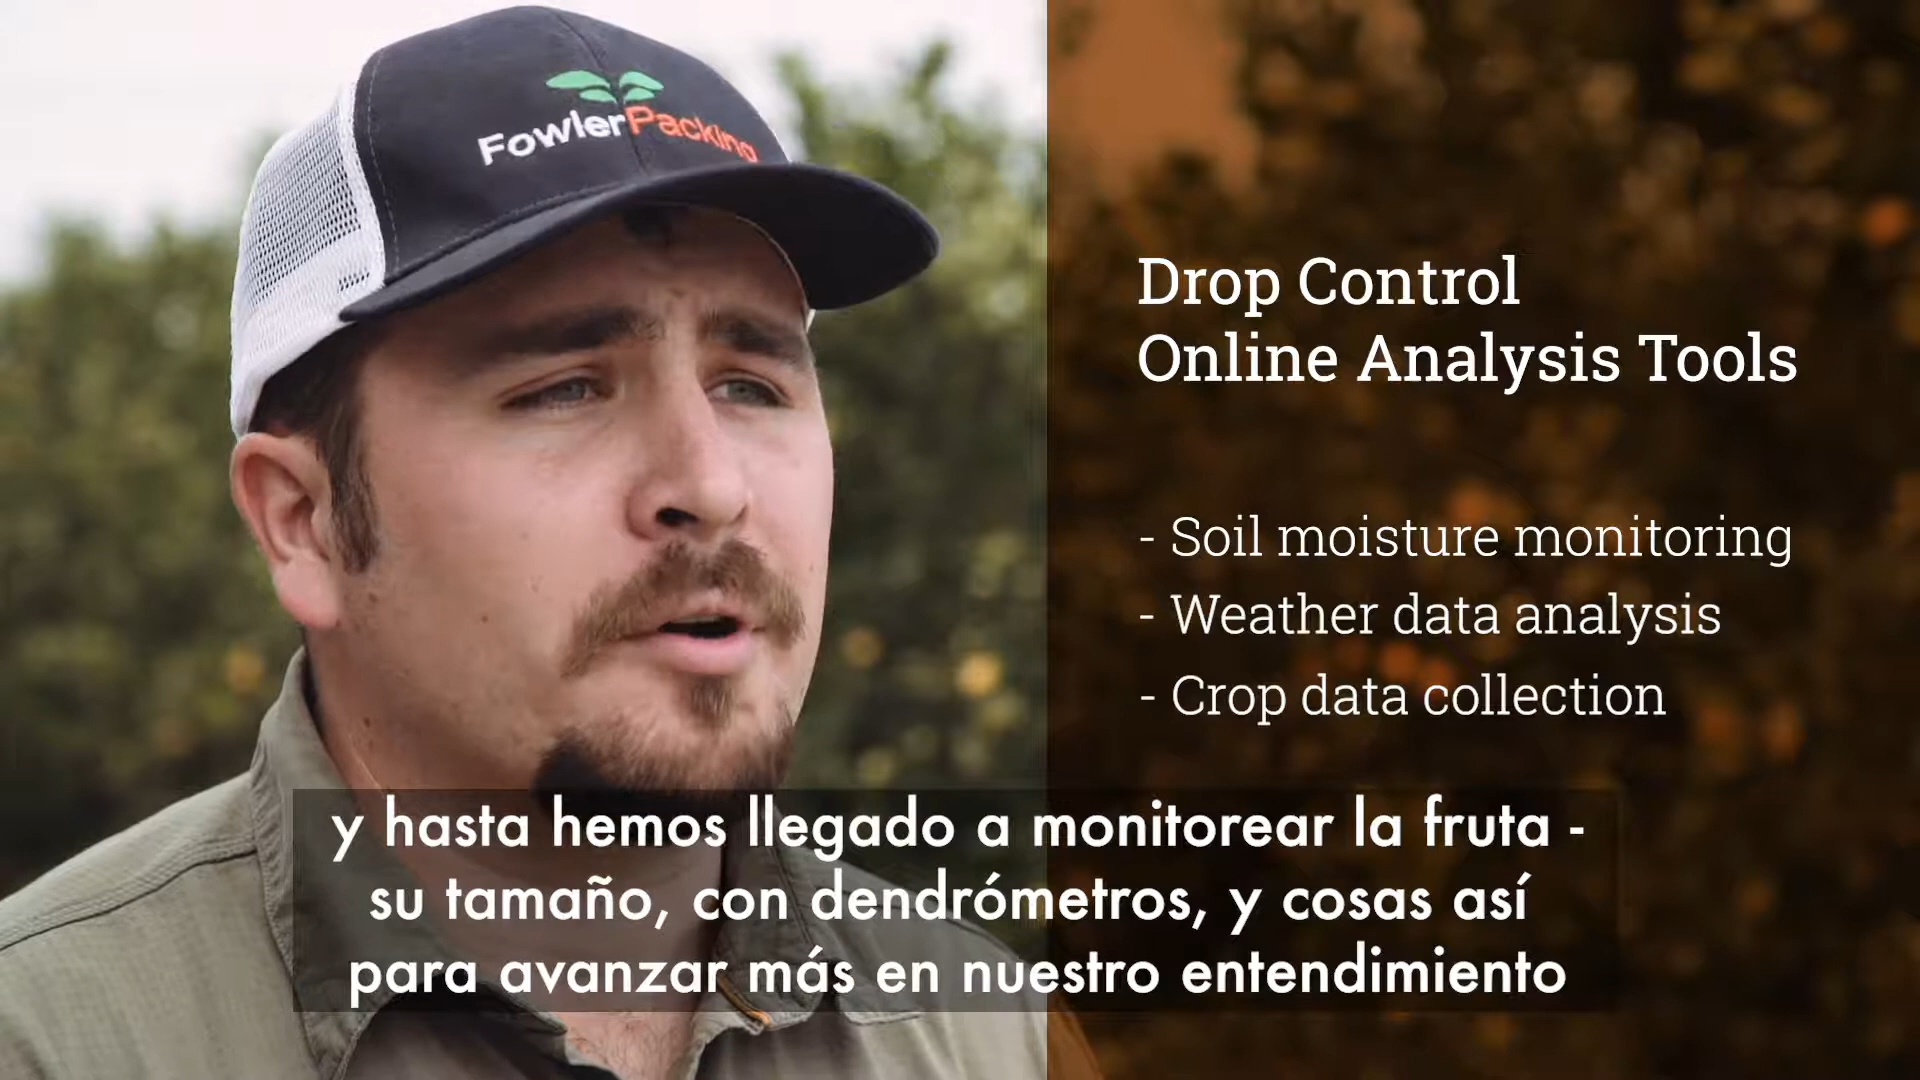 FowlerPacking
Drop Control
Online Analysis Tools
- Soil moisture monitoring
- Weather data analysis
- Crop data collection
y hasta hemos llegado a monitorear la fruta -
su tamaño, con dendrómetros, y cosas así
para avanzar más en nuestro entendimiento